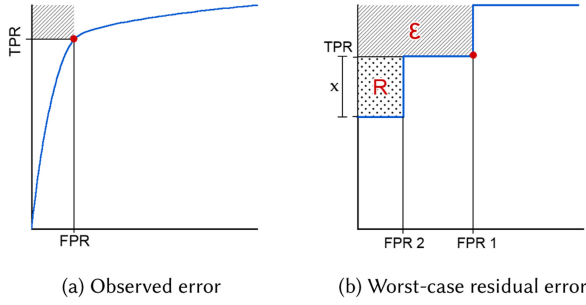 TPR
FPR
(a) Observed error
ε
TPR
R
x
FPR 2
FPR 1
(b) Worst-case residual error